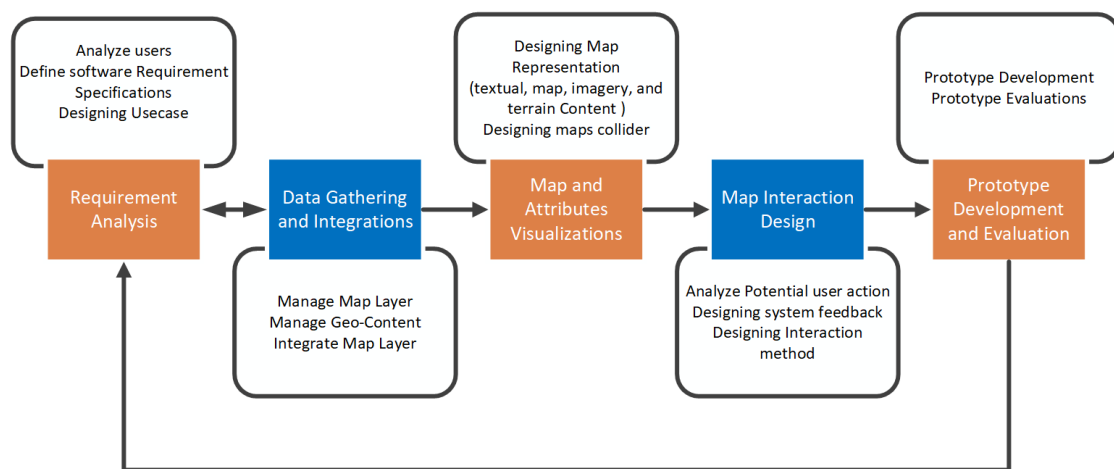 Analyze users
Define software Requirement
Specifications
Designing Usecase
Designing Map
Representation
(textual, map, imagery, and
terrain Content )
Designing maps collider
Prototype Development
Prototype Evaluations
Requirement
Analysis
Data Gathering
and Integrations
Map and
Attributes
Visualizations
Map Interaction
Design
Prototype
Development
and Evaluation
Manage Map Layer
Manage Geo-Content
Integrate Map Layer
Analyze Potential user action
Designing system feedback
Designing Interaction
method